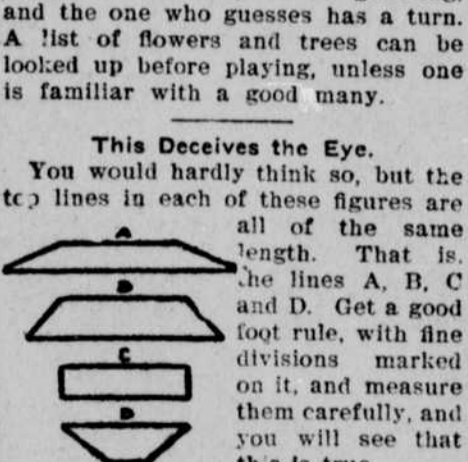 and the one who guesses has a turn.
A list of flowers and trees can be
looked up before playing, unless one
is familiar with a good many.
This Deceives the Eye.
You would hardly think so, but the
top lines in each of these figures are
all of the same
length. That is.
the lines A, B, C
and D. Get a good
foot rule, with fine
divisions marked
on it, and measure
them carefully, and
you will see that
this is true
A
D
C
D